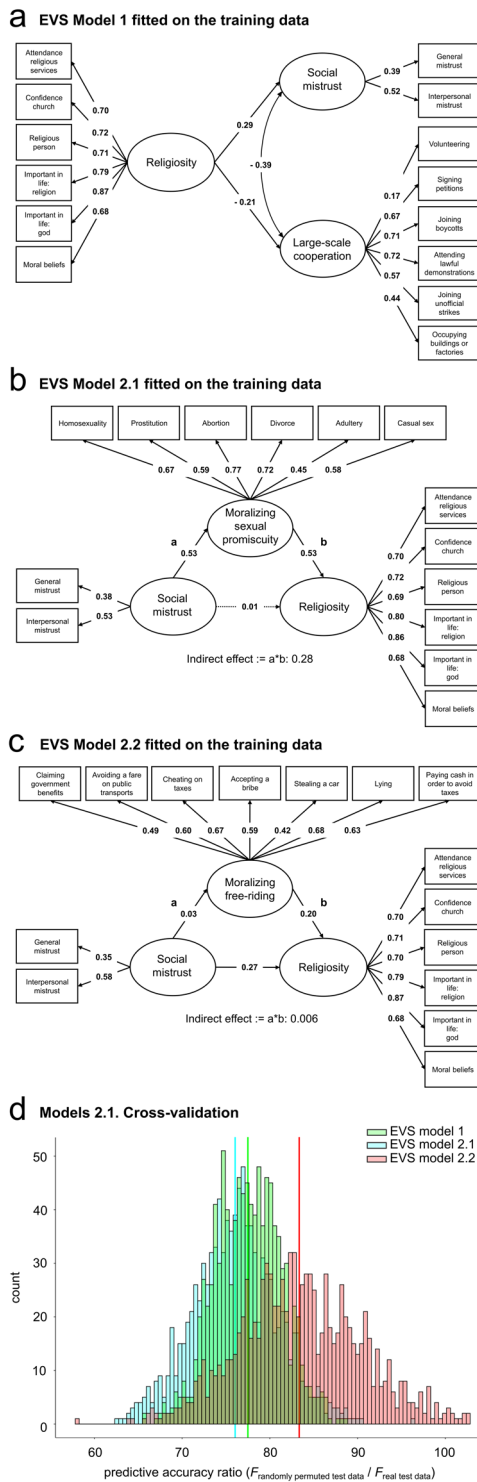 a EVS Model 1 fitted on the training data
Attendance
religious
services
Confidence
church
Religious
person
Important in
life:
religion
Important in
life:
god
Moral beliefs
0.70
0.72
0.71
0.79
0.87
0.68
Religiosity
0.29
- 0.39
- 0.21
Social
mistrust
0.39
0.52
General
mistrust
Interpersonal
mistrust
Large-scale
cooperation
0.17
0.67
0.71
0.72
0.57
0.44
Volunteering
Signing
petitions
Joining
boycotts
Attending
lawful
demonstrations
Joining
unofficial
strikes
Occupying
buildings or
factories
b EVS Model 2.1 fitted on the training data
Homosexuality
Prostitution
Abortion
Divorce
Adultery
Casual sex
0.67
0.59
0.77
0.72
0.45
0.58
Moralizing
sexual
promiscuity
a
0.53
b
0.53
General
mistrust
Interpersonal
mistrust
0.38
0.53
Social
mistrust
0.01
Religiosity
Indirect effect := a*b: 0.28
0.70
0.72
0.69
0.80
0.86
0.68
Attendance
religious
services
Confidence
church
Religious
person
Important in
life:
religion
Important in
life:
god
Moral beliefs
c EVS Model 2.2 fitted on the training data
Claiming
government
benefits
Avoiding a fare
on public
transports
Cheating on
taxes
Accepting a
bribe
Stealing a car
Lying
Paying cash in
order to avoid
taxes
0.49
0.60
0.67
0.59
0.42
0.68
0.63
Moralizing
free-riding
a
0.03
b
0.20
General
mistrust
Interpersonal
mistrust
0.35
0.58
Social
mistrust
0.27
Religiosity
Indirect effect := a*b: 0.006
0.70
0.71
0.70
0.79
0.87
0.68
Attendance
religious
services
Confidence
church
Religious
person
Important in
life:
religion
Important in
life:
god
Moral beliefs
d Models 2.1. Cross-validation
EVS model 1
EVS model 2.1
EVS model 2.2
50
40
30
20
10
0
count
60 70 80 90 100
predictive accuracy ratio (F randomly permuted test data / F real test data)